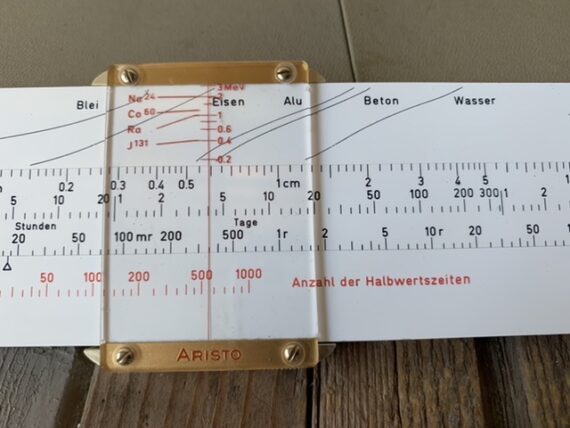 3 MeV
Na24 2
Blei Eisen Alu Beton Wasser
Co60 1
Ra 0.6
J131 0.4
0.2
0.2 0.3 0.4 0.5 1cm 2 3 4 5
5 10 20 1 2 5 10 20 50 100 200 300 1 2
Stunden Tage
20 50 100 mr 200 500 1r 2 5 10 r 20 50
50 100 200 500 1000 Anzahl der Halbwertszeiten
ARISTO